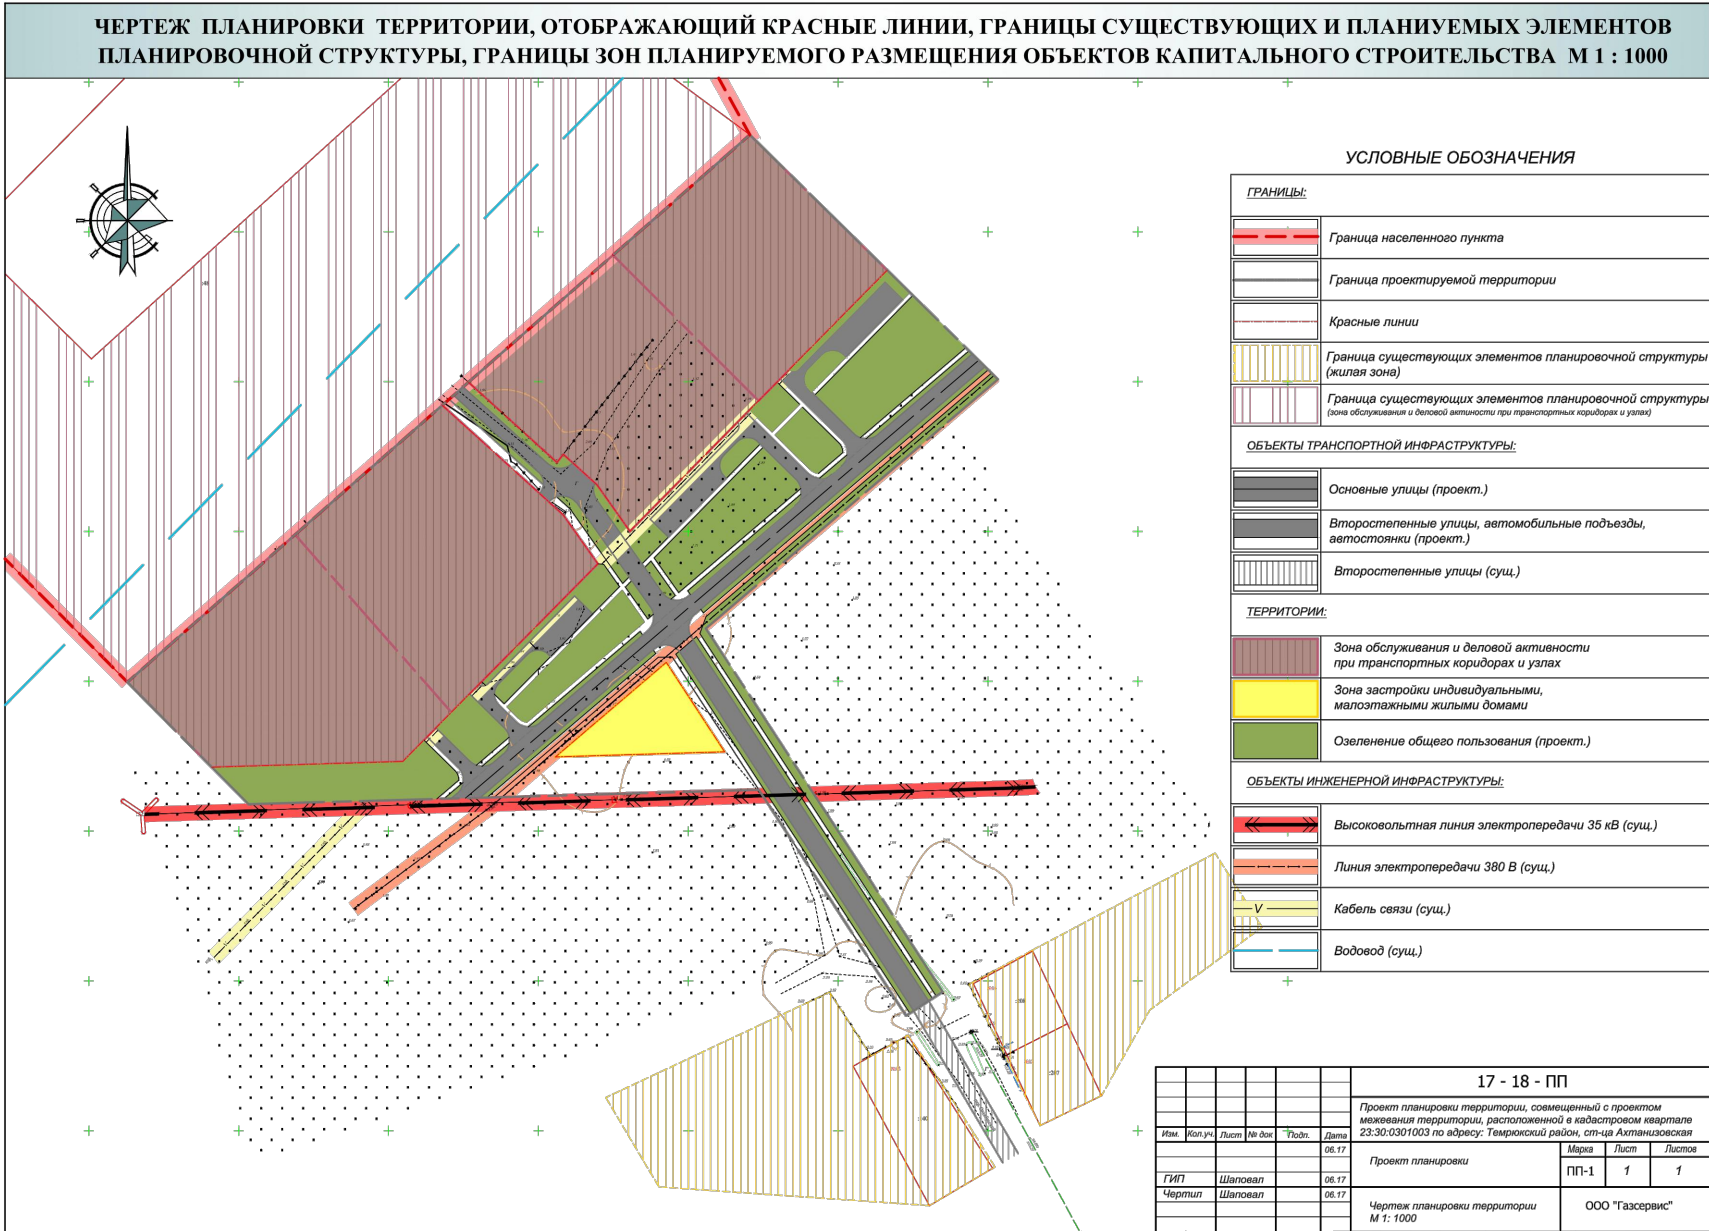 ЧЕРТЕЖ ПЛАНИРОВКИ ТЕРРИТОРИИ, ОТОБРАЖАЮЩИЙ КРАСНЫЕ ЛИНИИ, ГРАНИЦЫ СУЩЕСТВУЮЩИХ И ПЛАНИУЕМЫХ ЭЛЕМЕНТОВ
ПЛАНИРОВОЧНОЙ СТРУКТУРЫ, ГРАНИЦЫ ЗОН ПЛАНИРУЕМОГО РАЗМЕЩЕНИЯ ОБЪЕКТОВ КАПИТАЛЬНОГО СТРОИТЕЛЬСТВА М 1 : 1000
УСЛОВНЫЕ ОБОЗНАЧЕНИЯ
ГРАНИЦЫ:
Граница населенного пункта
Граница проектируемой территории
Красные линии
Граница существующих элементов планировочной структуры
(жилая зона)
Граница существующих элементов планировочной структуры
(зона обслуживания и деловой активности при транспортных коридорах и узлах)
ОБЪЕКТЫ ТРАНСПОРТНОЙ ИНФРАСТРУКТУРЫ:
Основные улицы (проект.)
Второстепенные улицы, автомобильные подъезды,
автостоянки (проект.)
Второстепенные улицы (сущ.)
ТЕРРИТОРИИ:
Зона обслуживания и деловой активности
при транспортных коридорах и узлах
Зона застройки индивидуальными,
малоэтажными жилыми домами
Озеленение общего пользования (проект.)
ОБЪЕКТЫ ИНЖЕНЕРНОЙ ИНФРАСТРУКТУРЫ:
Высоковольтная линия электропередачи 35 кВ (сущ.)
Линия электропередачи 380 В (сущ.)
V
Кабель связи (сущ.)
Водовод (сущ.)
17 - 18 - ПП
Проект планировки территории, совмещенный с проектом
межевания территории, расположенной в кадастровом квартале
23:30:0301003 по адресу: Темрюкский район, ст-ца Ахтанизовская
Изм. Кол.уч. Лист № док Подп. Дата
06.17
Проект планировки
Марка Лист Листов
ПП-1 1 1
ГИП Шаповал 06.17
Чертил Шаповал 06.17
Чертеж планировки территории
М 1: 1000
ООО "Газсервис"